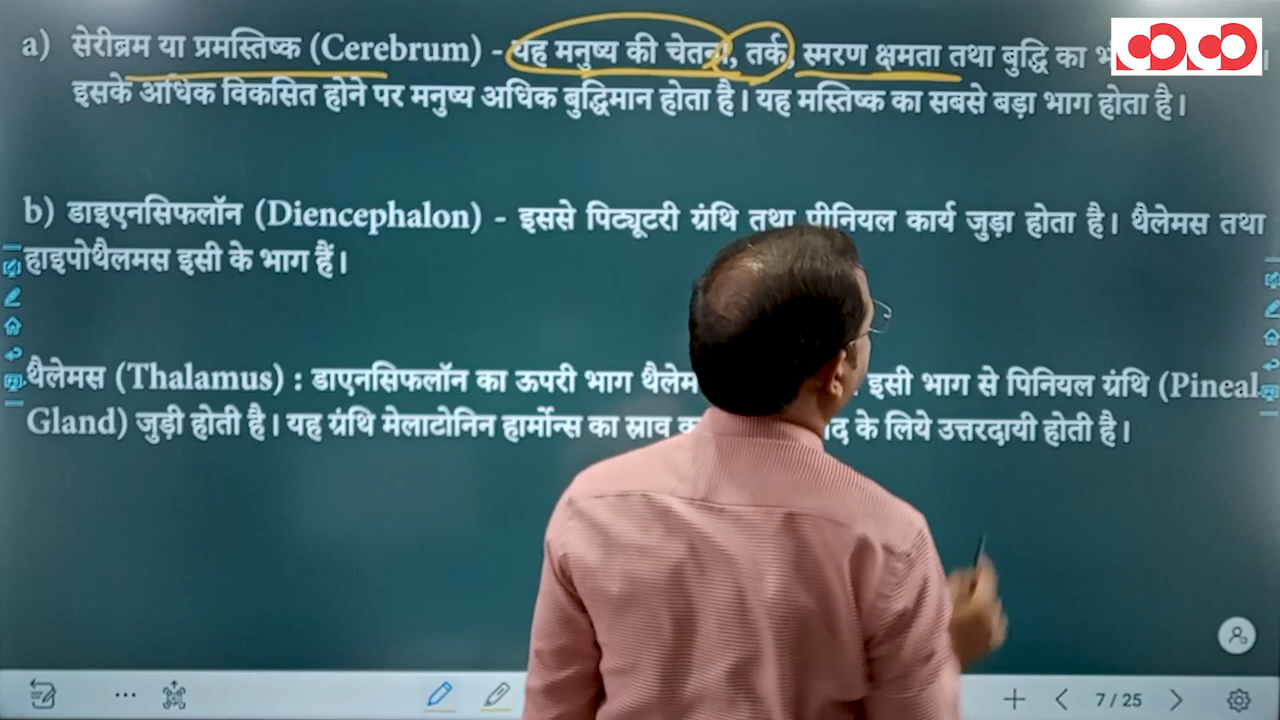 a) सेरीब्रम या प्रमस्तिष्क (Cerebrum) - यह मनुष्य की चेतना, तर्क, स्मरण क्षमता तथा बुद्धि का
इसके अधिक विकसित होने पर मनुष्य अधिक बुद्धिमान होता है। यह मस्तिष्क का सबसे बड़ा भाग होता है।
b) डाइएनसिफलॉन (Diencephalon) - इससे पिट्यूटरी ग्रंथि तथा पीनियल कार्य जुड़ा होता है। थैलेमस तथा
हाइपोथैलमस इसी के भाग हैं।
थैलेमस (Thalamus) : डाएनसिफलॉन का ऊपरी भाग इसी भाग से पिनियल ग्रंथि (Pineal
Gland) जुड़ी होती है। यह ग्रंथि मेलाटोनिन हार्मोन्स का स्राव के लिये उत्तरदायी होती है।
7 / 25